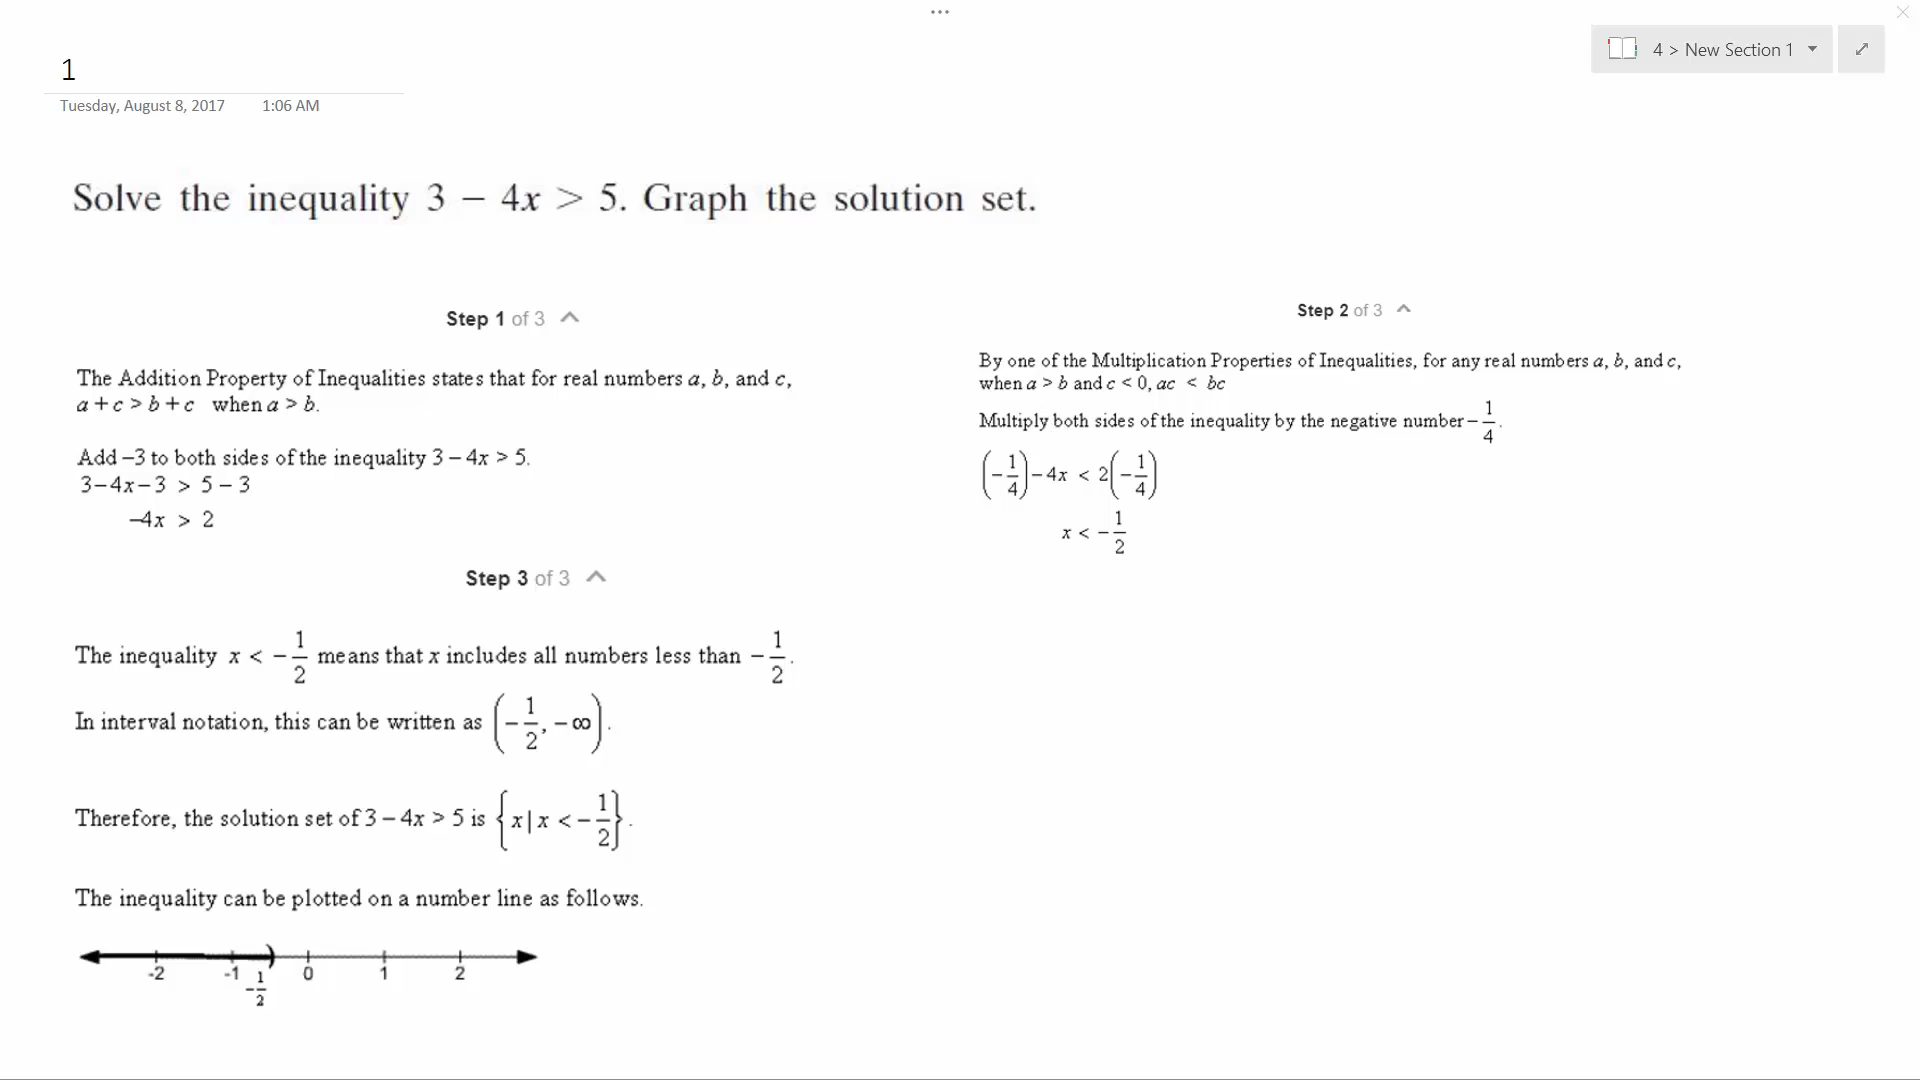 ...
4 > New Section 1
1
Tuesday, August 8, 2017 1:06 AM
Solve the inequality 3 − 4x > 5. Graph the solution set.
Step 1 of 3
The Addition Property of Inequalities states that for real numbers a, b, and c,
a + c > b + c when a > b.
Add −3 to both sides of the inequality 3 − 4x > 5.
3 − 4x − 3 > 5 − 3
−4x > 2
Step 2 of 3
By one of the Multiplication Properties of Inequalities, for any real numbers a, b, and c,
when a > b and c < 0, ac < bc
Multiply both sides of the inequality by the negative number − 1/4.
(−1/4) − 4x < 2(−1/4)
x < −1/2
Step 3 of 3
The inequality x < −1/2 means that x includes all numbers less than −1/2.
In interval notation, this can be written as (−1/2, −∞).
Therefore, the solution set of 3 − 4x > 5 is {x | x < −1/2}.
The inequality can be plotted on a number line as follows.
-2 -1 0 1 2
−1/2